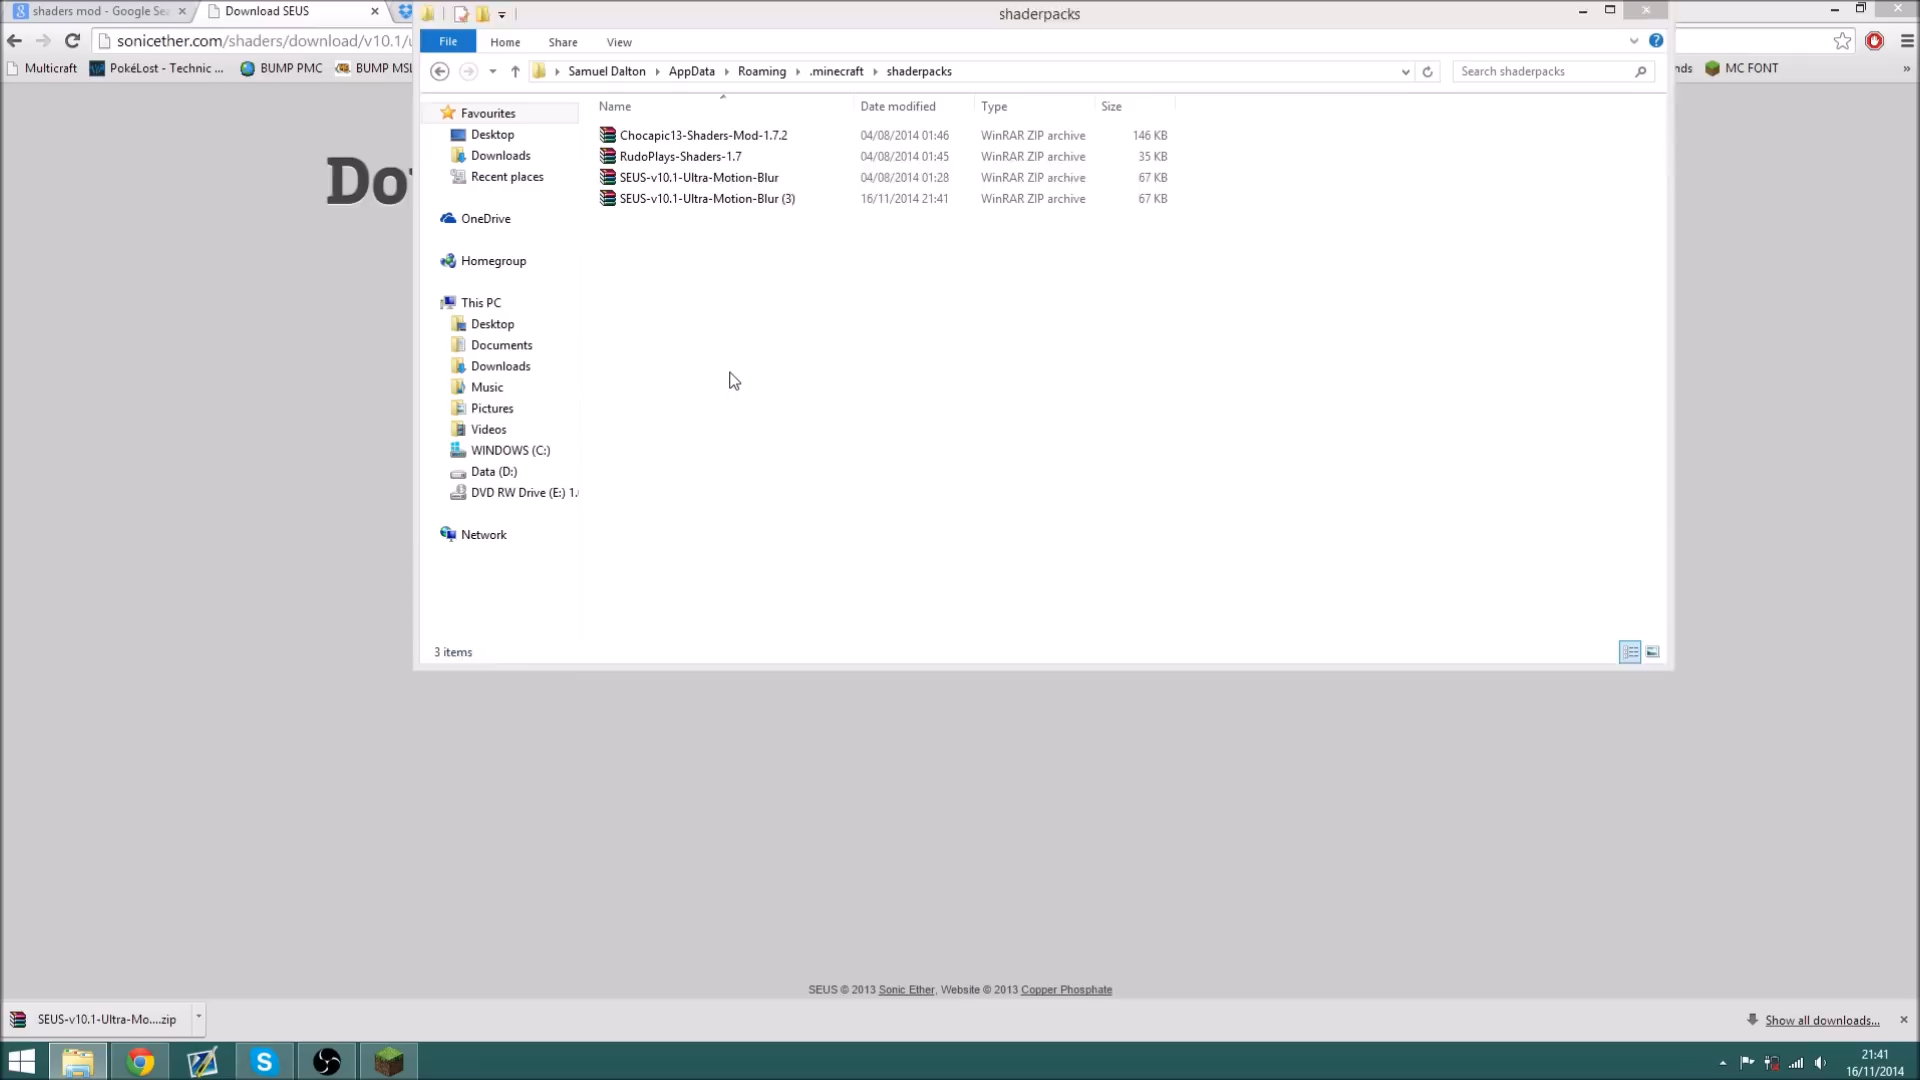 shaders mod - Google Sea
Download SEUS
shaderpacks
sonicether.com/shaders/download/v10.1/
File
Home
Share
View
Multicraft
PokéLost - Technic ...
BUMP PMC
BUMP MSL
Samuel Dalton
AppData
Roaming
.minecraft
shaderpacks
Search shaderpacks
nds
MC FONT
»
Name
Date modified
Type
Size
Chocapic13-Shaders-Mod-1.7.2 04/08/2014 01:46 WinRAR ZIP archive 146 KB
RudoPlays-Shaders-1.7 04/08/2014 01:45 WinRAR ZIP archive 35 KB
SEUS-v10.1-Ultra-Motion-Blur 04/08/2014 01:28 WinRAR ZIP archive 67 KB
SEUS-v10.1-Ultra-Motion-Blur (3) 16/11/2014 21:41 WinRAR ZIP archive 67 KB
Favourites
Desktop
Downloads
Recent places
OneDrive
Homegroup
This PC
Desktop
Documents
Downloads
Music
Pictures
Videos
WINDOWS (C:)
Data (D:)
DVD RW Drive (E:) 1.
Network
3 items
Do
SEUS © 2013 Sonic Ether, Website © 2013 Copper Phosphate
SEUS-v10.1-Ultra-Mo....zip
Show all downloads...
21:41
16/11/2014